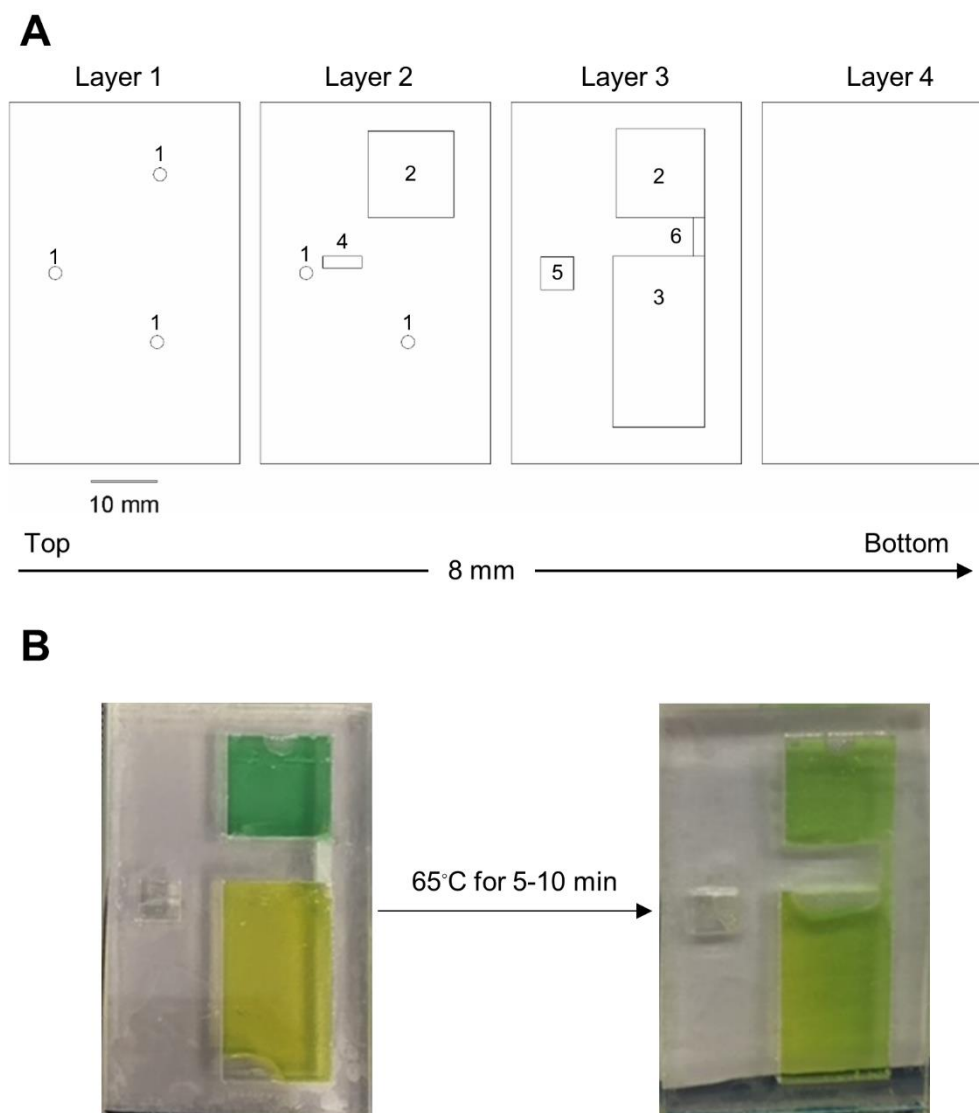 A
Layer 1 Layer 2 Layer 3 Layer 4
1 2 2
1 4 1 6
5 3
1 1
10 mm
Top Bottom
8 mm
B
65°C for 5-10 min